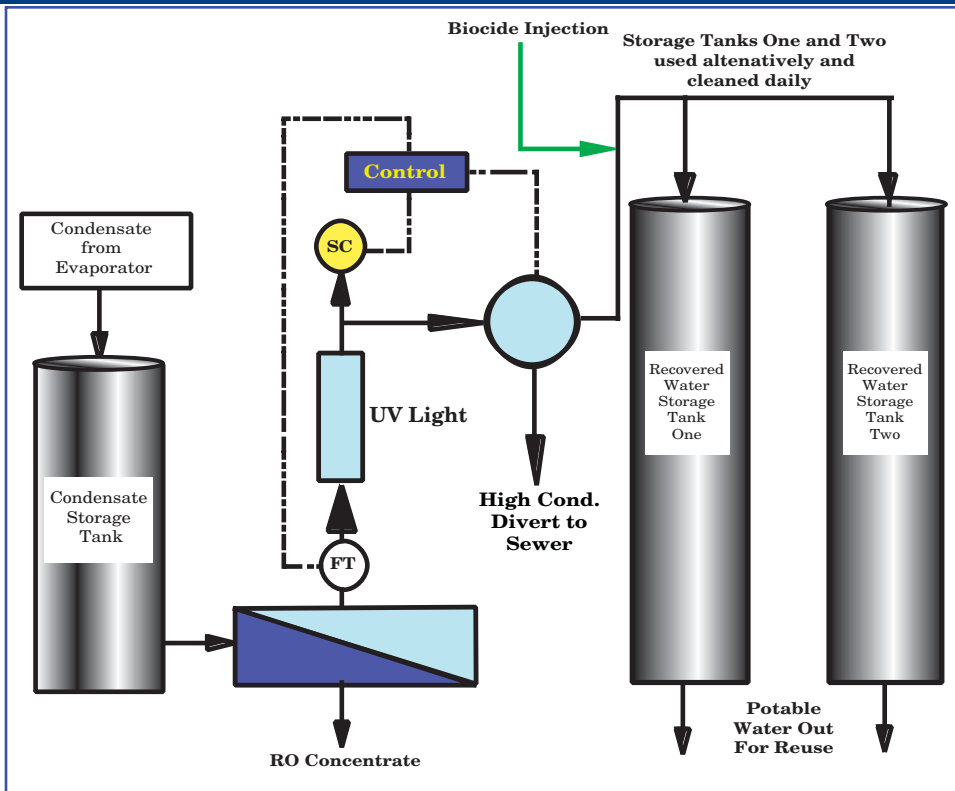 Biocide Injection
Storage Tanks One and Two
used altenatively and
cleaned daily
Control
Condensate
from
Evaporator
SC
UV Light
Recovered
Water
Storage
Tank
One
Recovered
Water
Storage
Tank
Two
Condensate
Storage
Tank
High Cond.
Divert to
Sewer
FT
RO Concentrate
Potable
Water Out
For Reuse